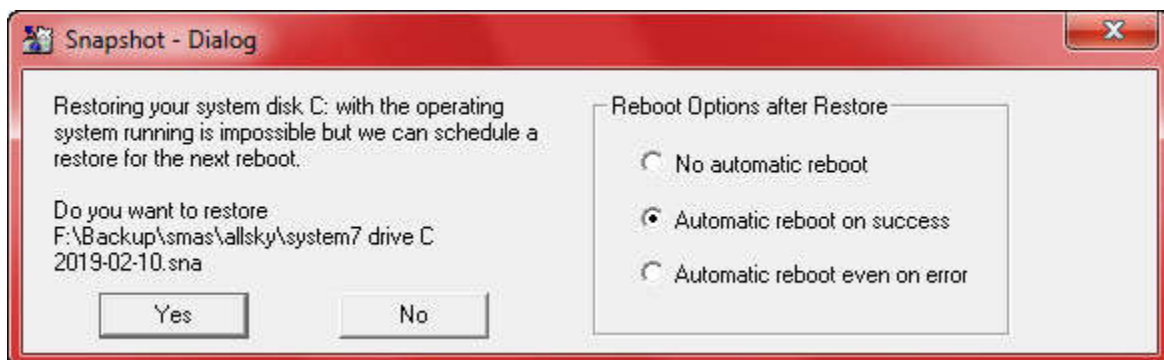 Snapshot - Dialog
Restoring your system disk C: with the operating
system running is impossible but we can schedule a
restore for the next reboot.
Do you want to restore
F:\Backup\smas\allsky\system7 drive C
2019-02-10.sna
Yes
No
Reboot Options after Restore
No automatic reboot
Automatic reboot on success
Automatic reboot even on error